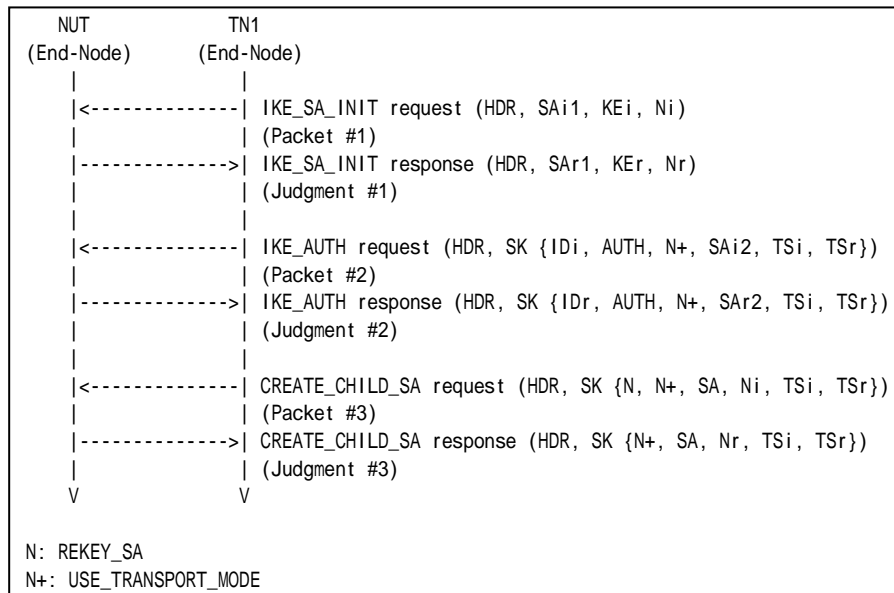 NUT TN1
(End-Node) (End-Node)
| |
|<--------------| IKE_SA_INIT request (HDR, SAi1, KEi, Ni)
| | (Packet #1)
|-------------->| IKE_SA_INIT response (HDR, SAr1, KEr, Nr)
| | (Judgment #1)
| |
|<--------------| IKE_AUTH request (HDR, SK {IDi, AUTH, N+, SAi2, TSi, TSr})
| | (Packet #2)
|-------------->| IKE_AUTH response (HDR, SK {IDr, AUTH, N+, SAr2, TSi, TSr})
| | (Judgment #2)
| |
|<--------------| CREATE_CHILD_SA request (HDR, SK {N, N+, SA, Ni, TSi, TSr})
| | (Packet #3)
|-------------->| CREATE_CHILD_SA response (HDR, SK {N+, SA, Nr, TSi, TSr})
| | (Judgment #3)
V V
N: REKEY_SA
N+: USE_TRANSPORT_MODE